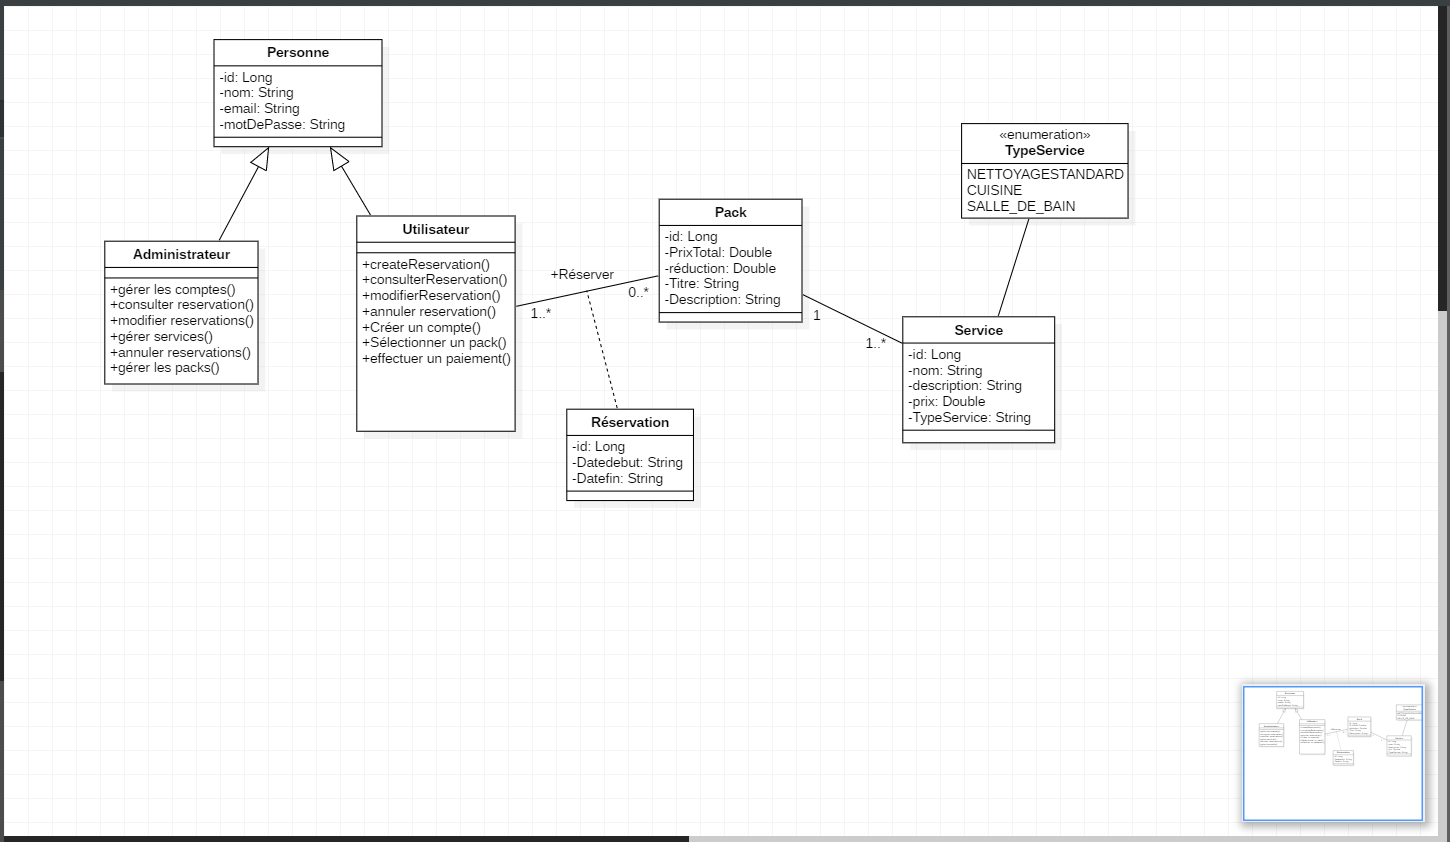 Personne
-id: Long
-nom: String
-email: String
-motDePasse: String
Administrateur
+gérer les comptes()
+consulter reservation()
+modifier reservations()
+gérer services()
+annuler reservations()
+gérer les packs()
Utilisateur
+createReservation()
+consulterReservation()
+modifierReservation()
+annuler reservation()
+Créer un compte()
+Sélectionner un pack()
+effectuer un paiement()
+Réserver
1..*
0..*
Réservation
-id: Long
-Datedebut: String
-Datefin: String
Pack
-id: Long
-PrixTotal: Double
-réduction: Double
-Titre: String
-Description: String
1
1..*
«enumeration»
TypeService
NETTOYAGESTANDARD
CUISINE
SALLE_DE_BAIN
Service
-id: Long
-nom: String
-description: String
-prix: Double
-TypeService: String